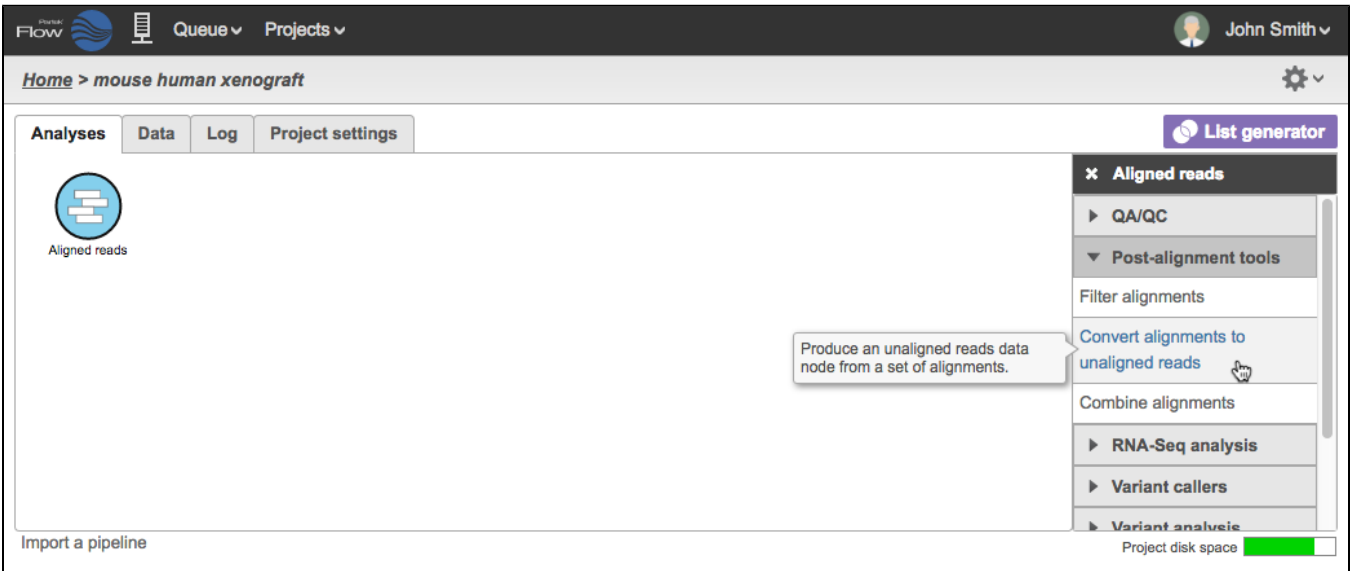 Partek
Flow
Queue
Projects
John Smith
Home > mouse human xenograft
Analyses
Data
Log
Project settings
List generator
Aligned reads
Aligned reads
QA/QC
Post-alignment tools
Filter alignments
Convert alignments to
unaligned reads
Produce an unaligned reads data
node from a set of alignments.
Combine alignments
RNA-Seq analysis
Variant callers
Variant analysis
Import a pipeline
Project disk space